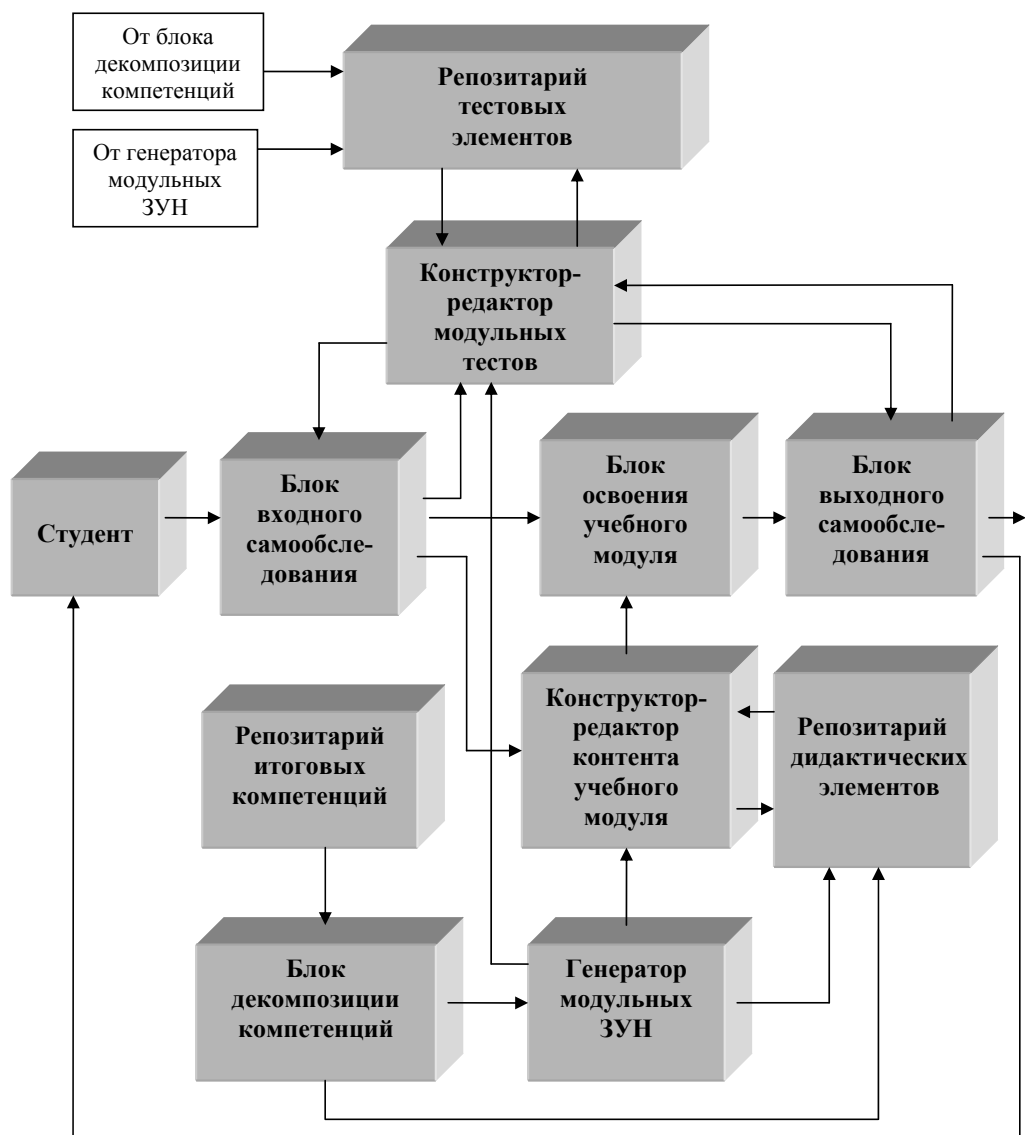 От блока
декомпозиции
компетенций
Репозитарий
тестовых
элементов
От генератора
модульных
ЗУН
Конструктор-
редактор
модульных
тестов
Студент
Блок
входного
самообсле-
дования
Блок
освоения
учебного
модуля
Блок
выходного
самообсле-
дования
Репозитарий
итоговых
компетенций
Конструктор-
редактор
контента
учебного
модуля
Репозитарий
дидактических
элементов
Блок
декомпозиции
компетенций
Генератор
модульных
ЗУН